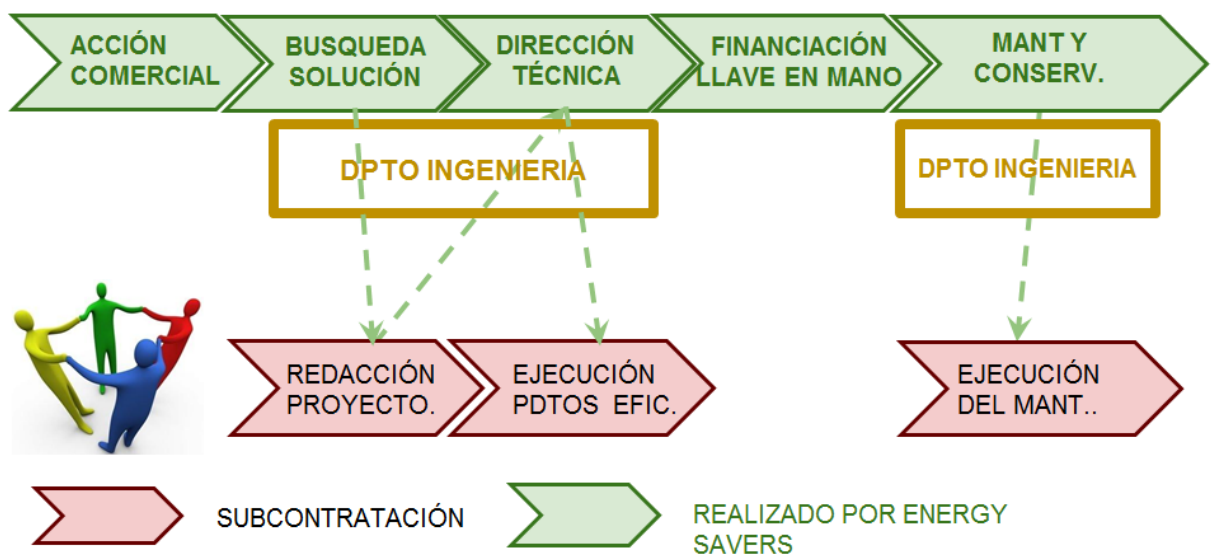 ACCIÓN
COMERCIAL
BUSQUEDA
SOLUCIÓN
DIRECCIÓN
TÉCNICA
FINANCIACIÓN
LLAVE EN MANO
MANT Y
CONSERV.
DPTO INGENIERIA
DPTO INGENIERIA
REDACCIÓN
PROYECTO.
EJECUCIÓN
PDTOS EFIC.
EJECUCIÓN
DEL MANT..
SUBCONTRATACIÓN
REALIZADO POR ENERGY
SAVERS